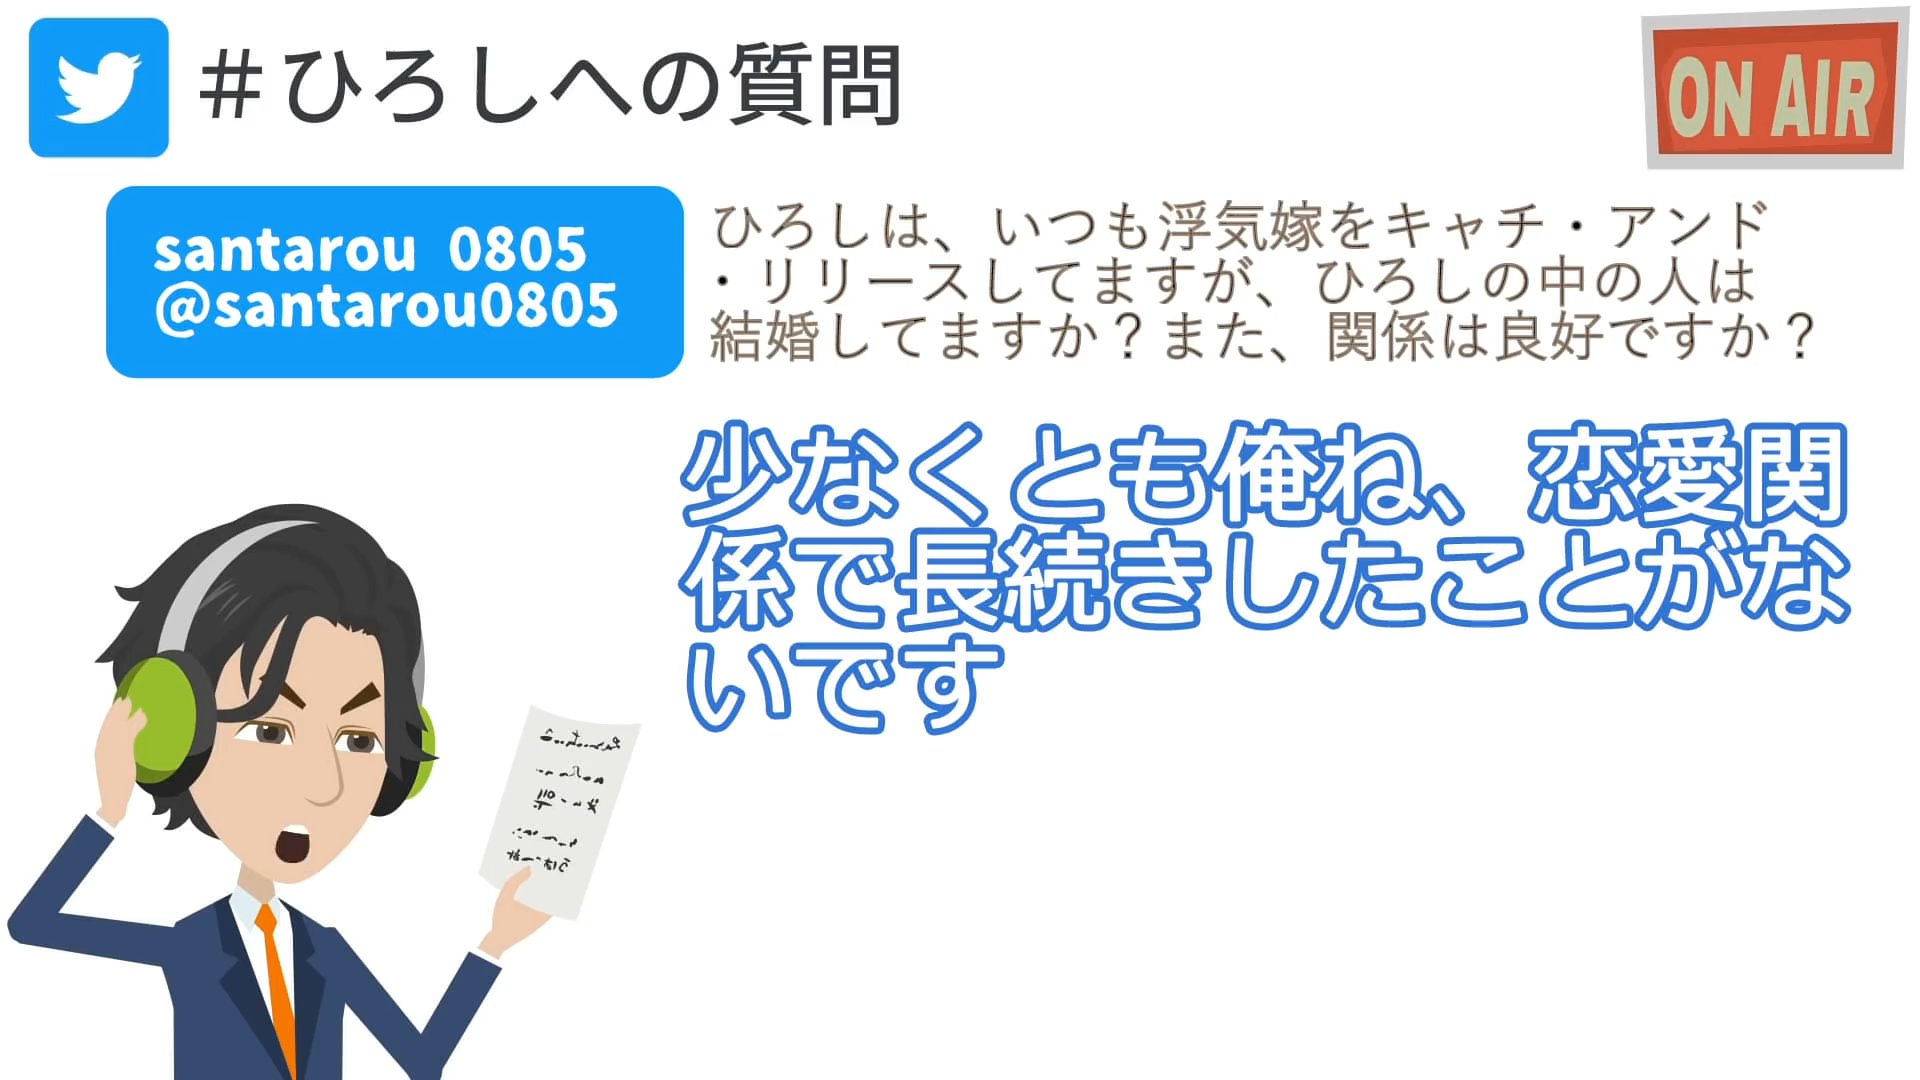 ＃ひろしへの質問
ON AIR
santarou 0805
@santarou0805
ひろしは、いつも浮気嫁をキャチ・アンド
・リリースしてますが、ひろしの中の人は
結婚してますか？また、関係は良好ですか？
少なくとも俺ね、恋愛関
係で長続きしたことがな
いです